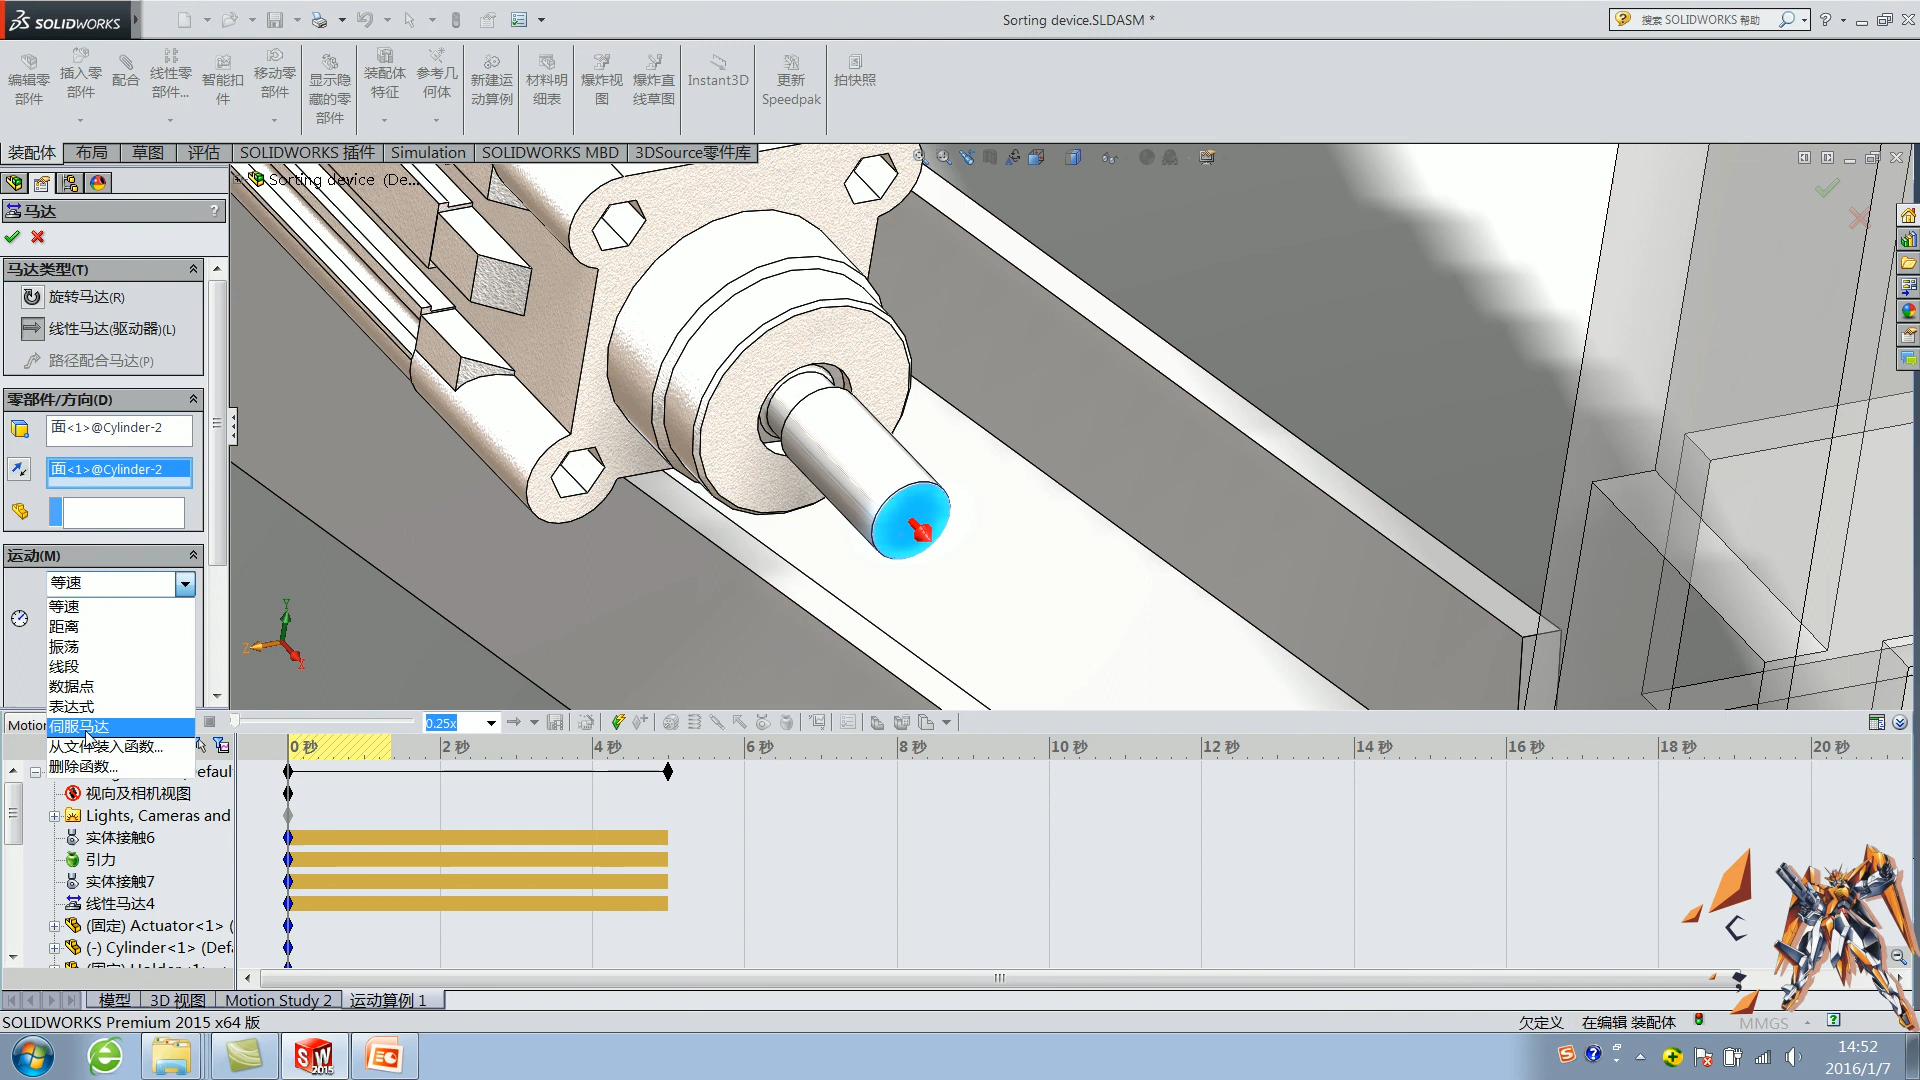 SOLIDWORKS
Sorting device.SLDASM *
搜索 SOLIDWORKS 帮助
编辑零部件
插入零部件
配合
线性零部件...
智能扣件
移动零部件
显示隐藏的零部件
装配体特征
参考几何体
新建运动算例
材料明细表
爆炸视图
爆炸直线草图
Instant3D
更新 Speedpak
拍快照
装配体 布局 草图 评估 SOLIDWORKS 插件 Simulation SOLIDWORKS MBD 3DSource零件库
Sorting device (De...
马达 ?
马达类型(T)
旋转马达(R)
线性马达(驱动器)(L)
路径配合马达(P)
零部件/方向(D)
面<1>@Cylinder-2
面<1>@Cylinder-2
运动(M)
等速
等速
距离
振荡
线段
数据点
表达式
伺服马达
从文件装入函数...
删除函数...
0.25x
0 秒 2 秒 4 秒 6 秒 8 秒 10 秒 12 秒 14 秒 16 秒 18 秒 20 秒
视向及相机视图
Lights, Cameras and
实体接触6
引力
实体接触7
线性马达4
(固定) Actuator<1> (
(-) Cylinder<1> (Defa
模型 3D 视图 Motion Study 2 运动算例 1
SOLIDWORKS Premium 2015 x64 版
欠定义 在编辑 装配体 MMGS
14:52
2016/1/7